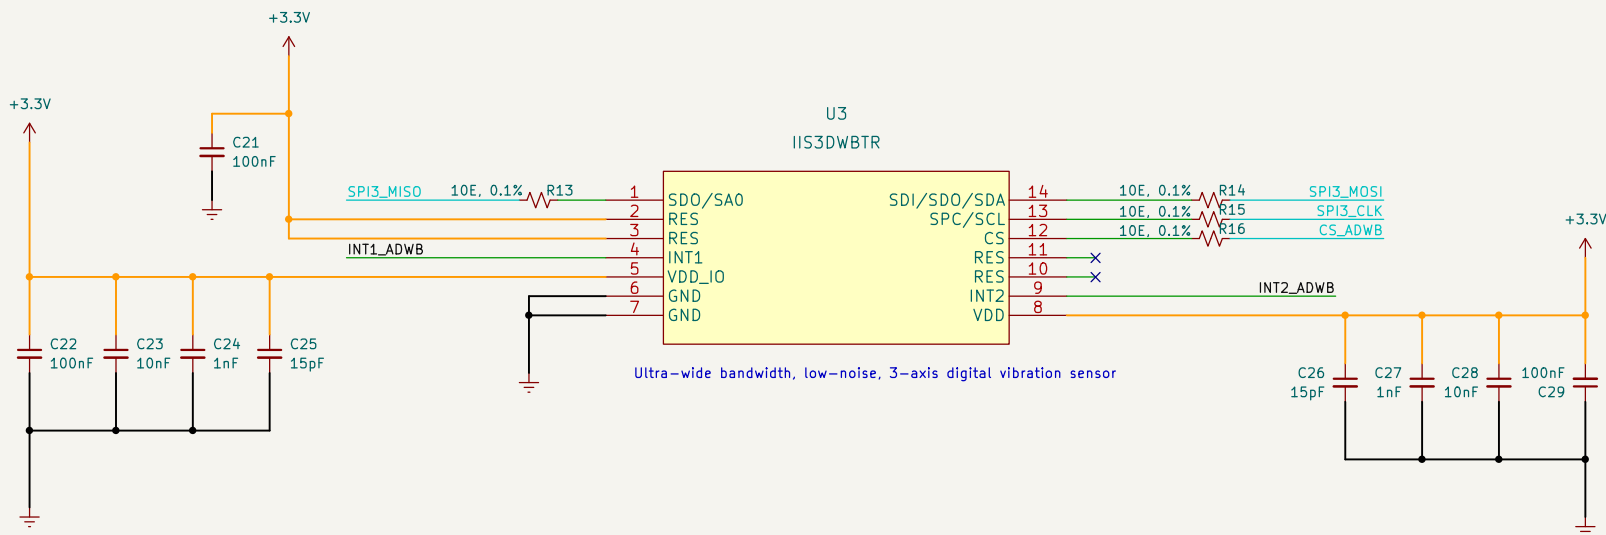 +3.3V
+3.3V
C21
100nF
U3
IIS3DWBTR
SPI3_MISO
10E, 0.1%
R13
1
SDO/SA0
2
RES
3
RES
INT1_ADWB
4
INT1
5
VDD_IO
6
GND
7
GND
SDI/SDO/SDA
14
10E, 0.1%
R14
SPI3_MOSI
SPC/SCL
13
10E, 0.1%
R15
SPI3_CLK
CS
12
10E, 0.1%
R16
CS_ADWB
RES
11
RES
10
INT2
9
INT2_ADWB
VDD
8
+3.3V
C22
100nF
C23
10nF
C24
1nF
C25
15pF
Ultra-wide bandwidth, low-noise, 3-axis digital vibration sensor
C26
15pF
C27
1nF
C28
10nF
100nF
C29